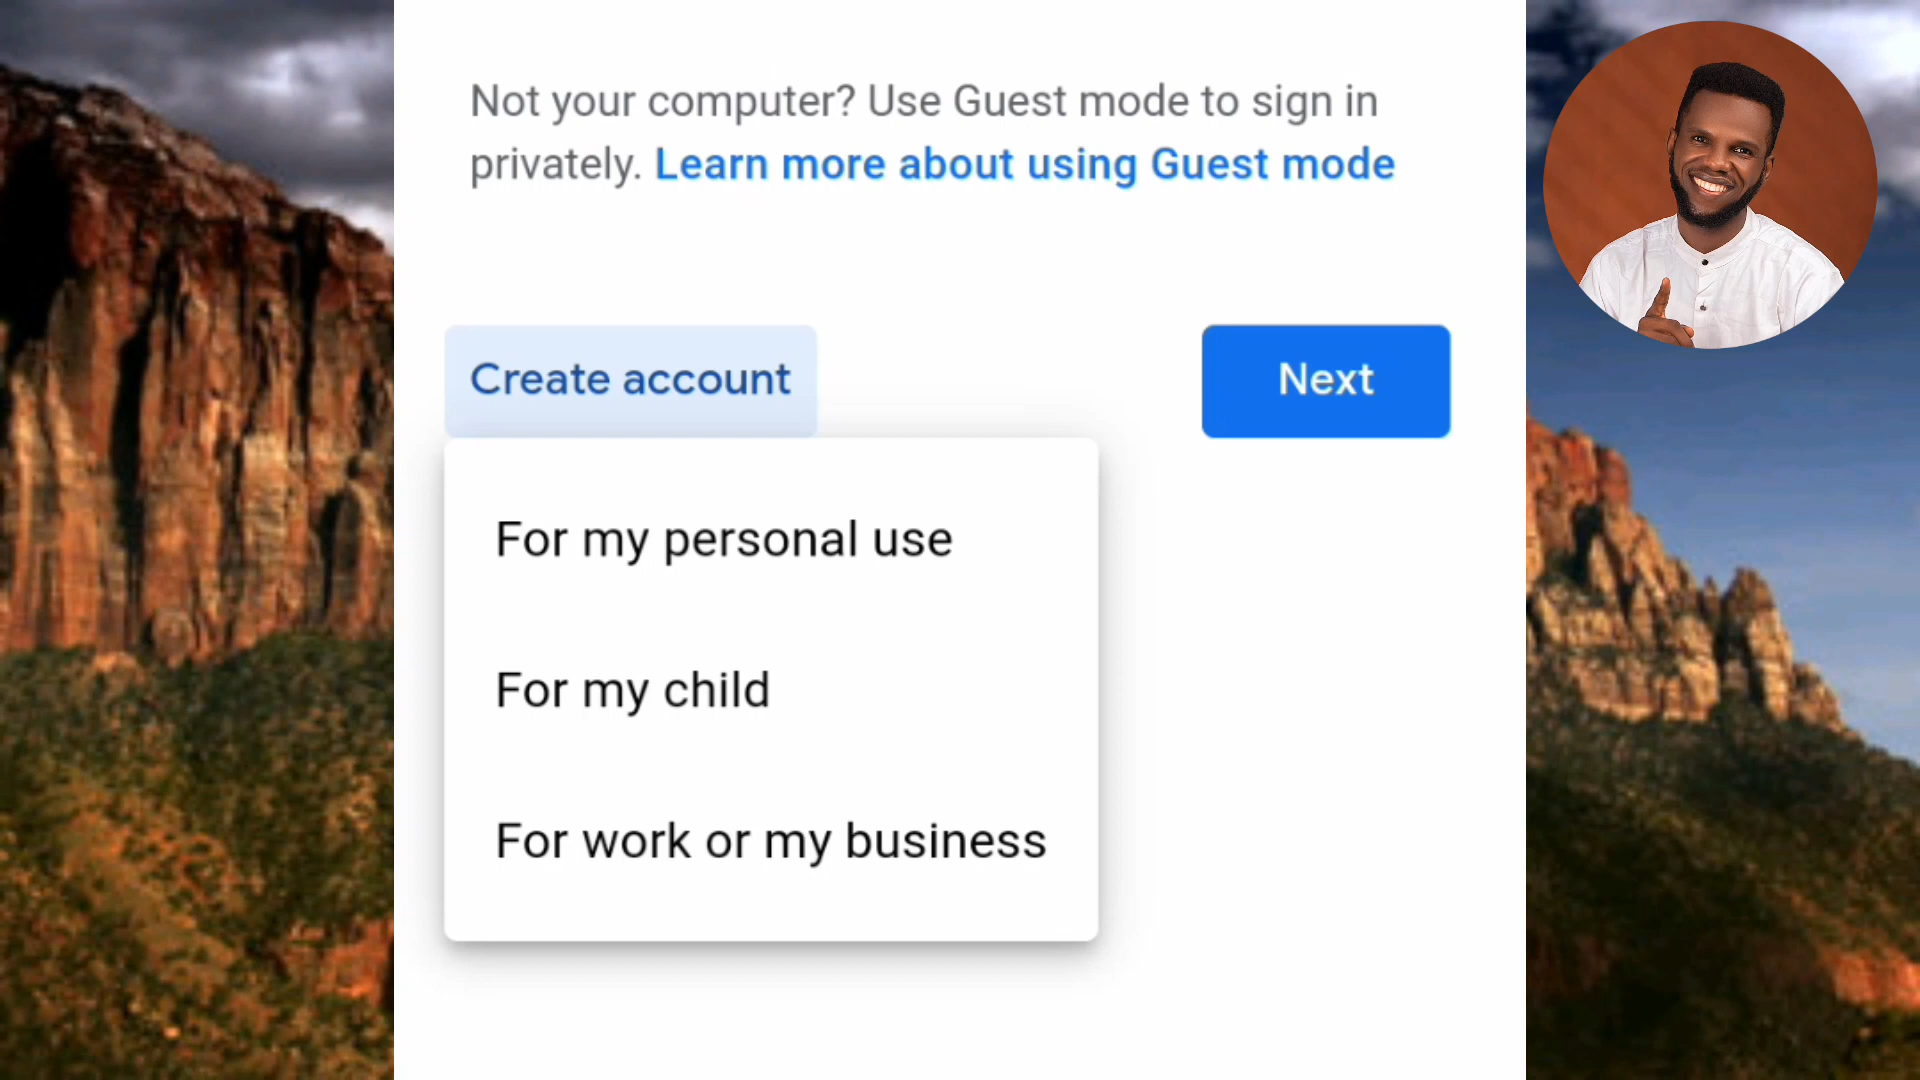 Not your computer? Use Guest mode to sign in
privately. Learn more about using Guest mode
Create account
Next
For my personal use
For my child
For work or my business